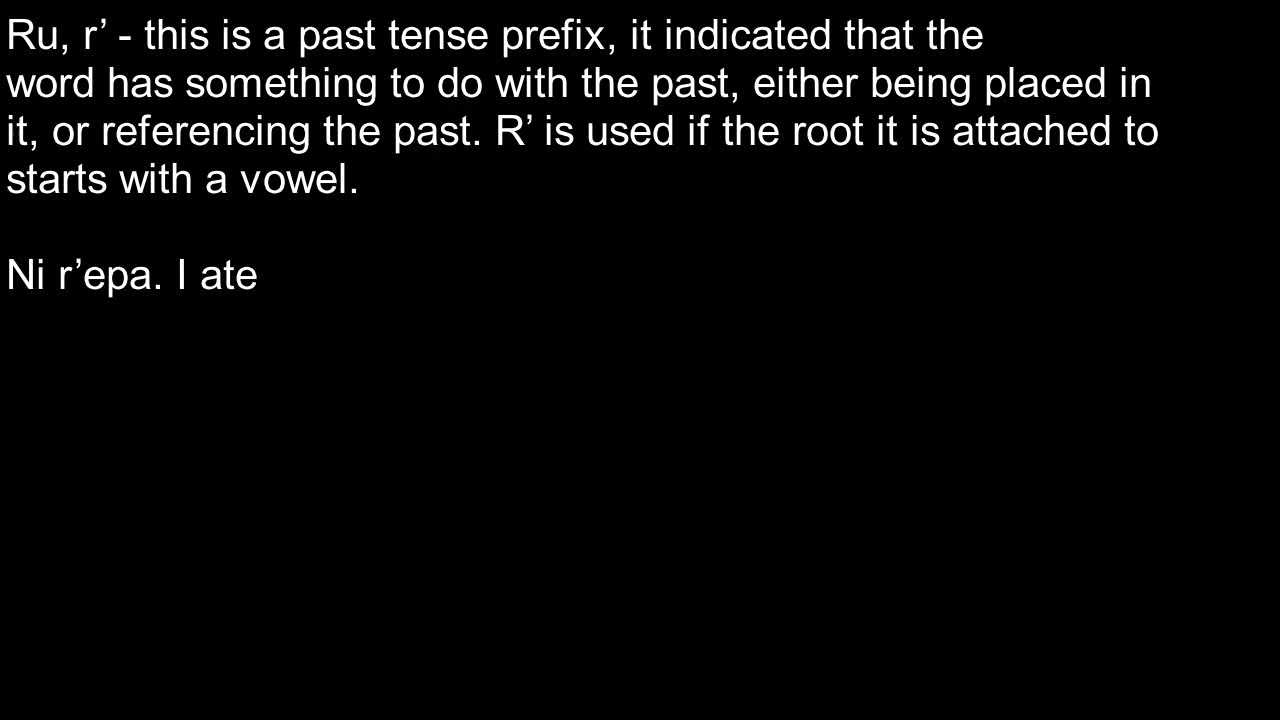 Ru, r’ - this is a past tense prefix, it indicated that the
word has something to do with the past, either being placed in
it, or referencing the past. R’ is used if the root it is attached to
starts with a vowel.
Ni r’epa. I ate